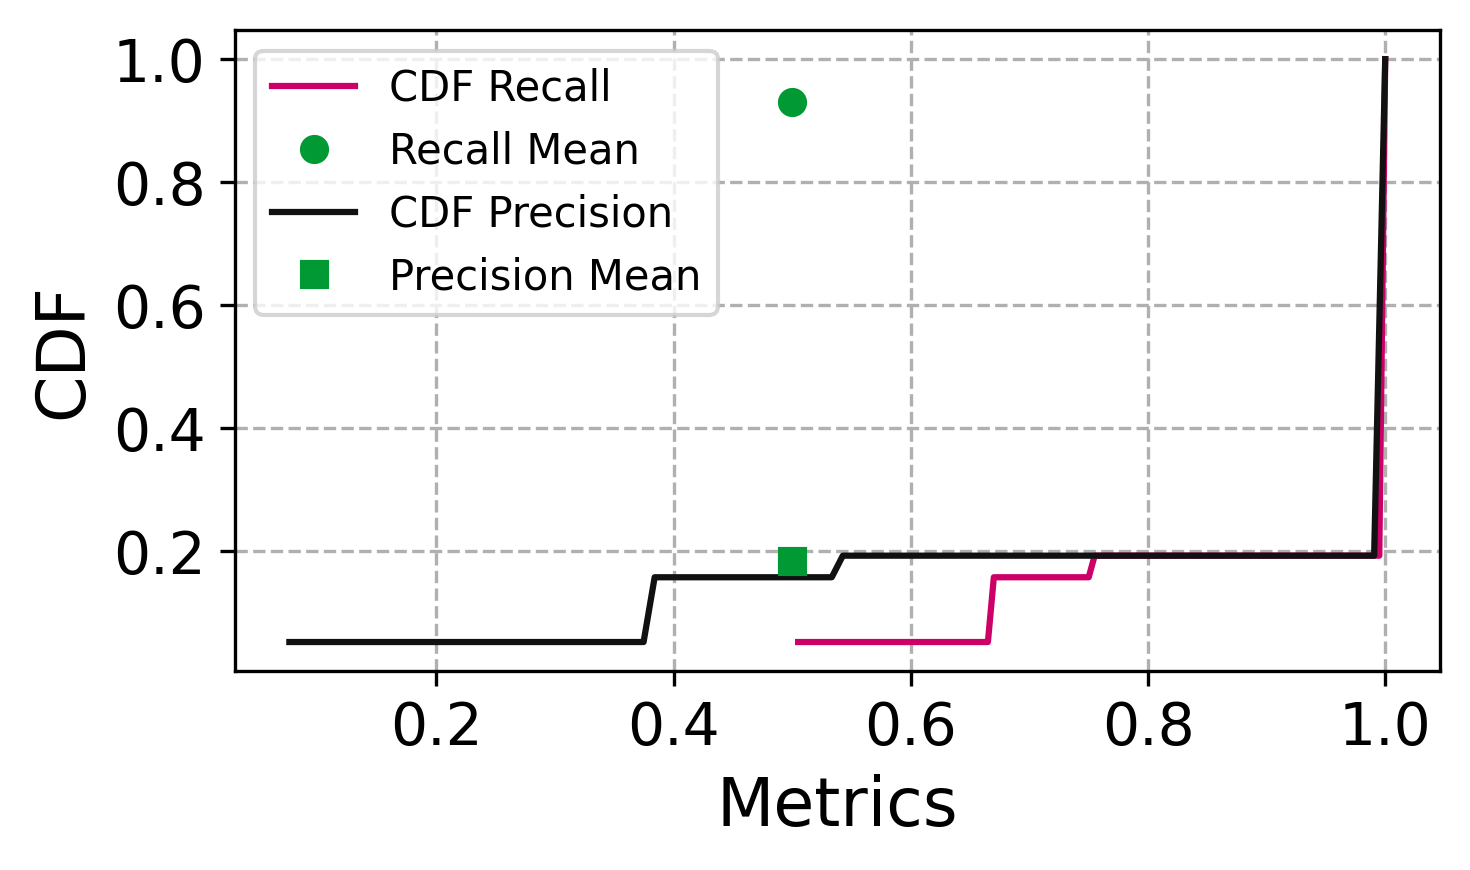 1.0
0.8
0.6
0.4
0.2
CDF
CDF Recall
Recall Mean
CDF Precision
Precision Mean
0.2 0.4 0.6 0.8 1.0
Metrics